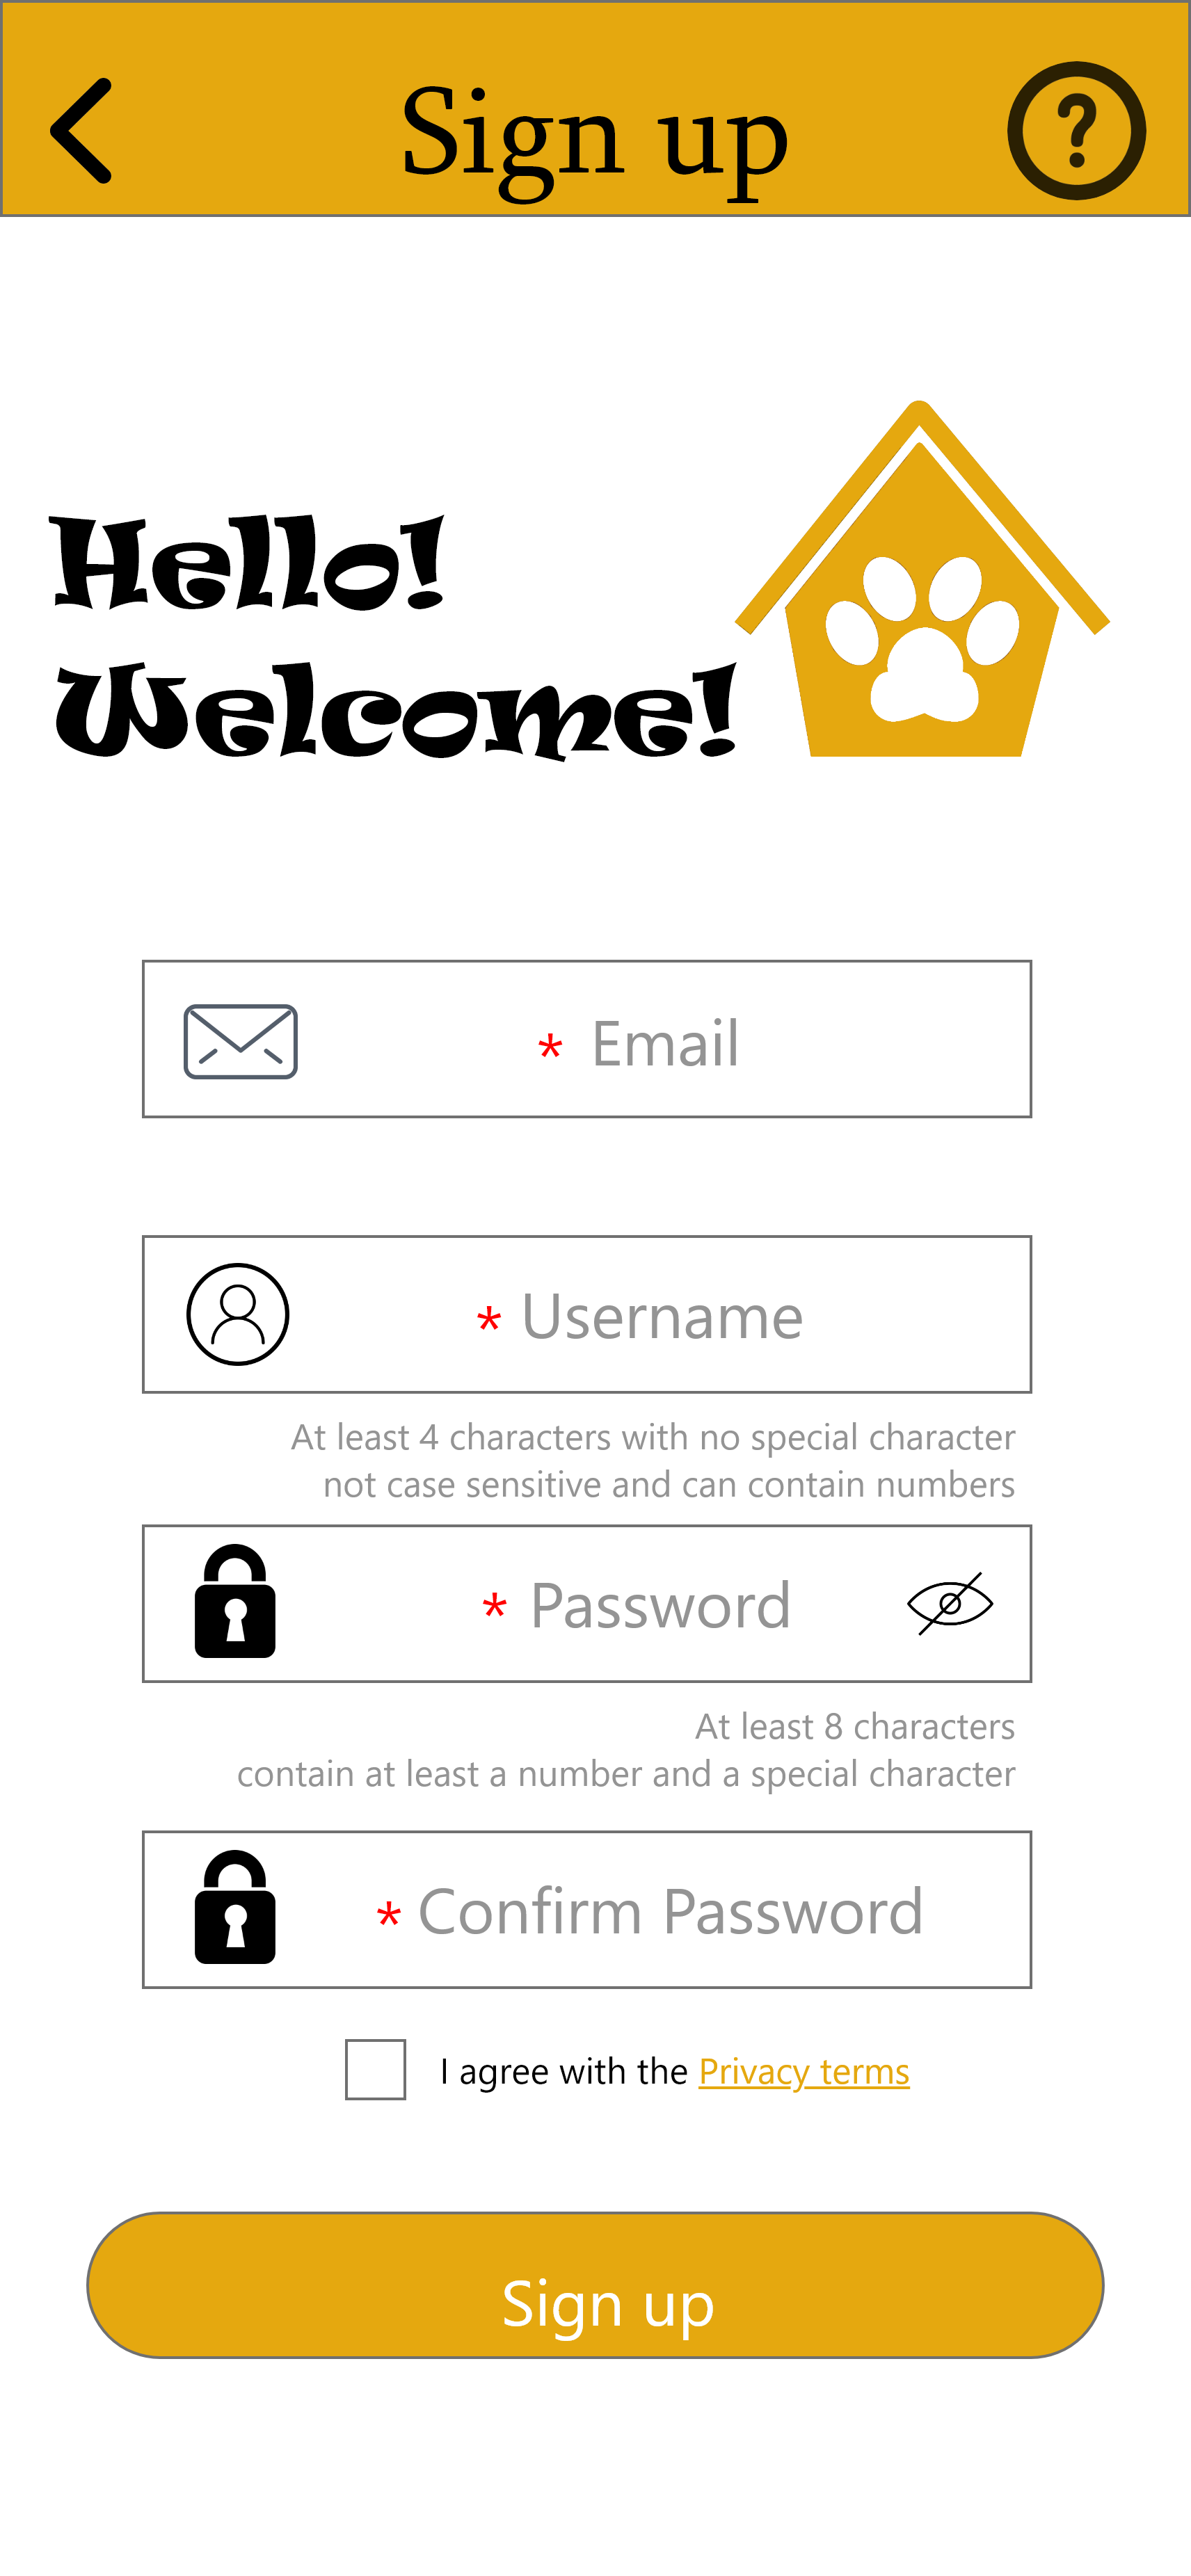 Sign up
Hello!
Welcome!
* Email
* Username
At least 4 characters with no special character
not case sensitive and can contain numbers
* Password
At least 8 characters
contain at least a number and a special character
* Confirm Password
I agree with the Privacy terms
Sign up